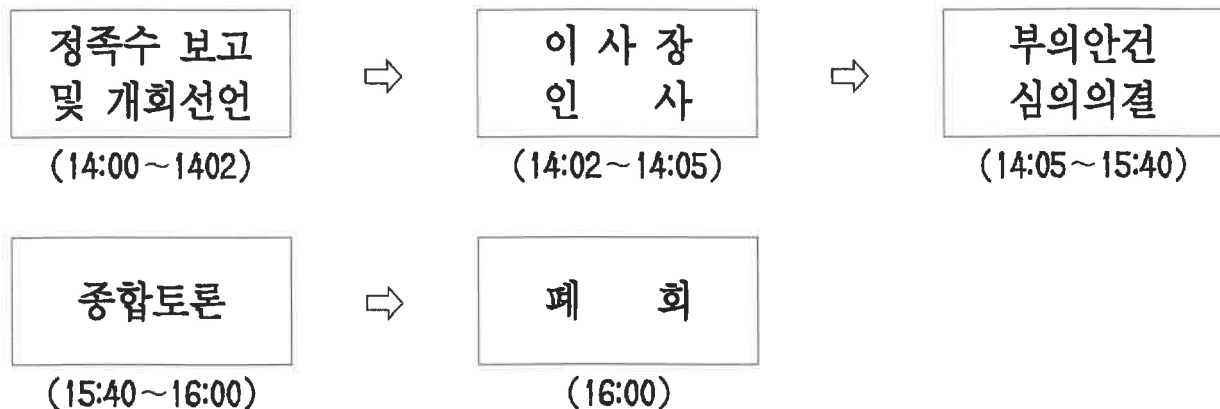 정족수 보고
및 개회선언
⇨
이 사 장
인 사
⇨
부의안건
심의의결
(14:00~1402)
(14:02~14:05)
(14:05~15:40)
종합토론
⇨
폐 회
(15:40~16:00)
(16:00)